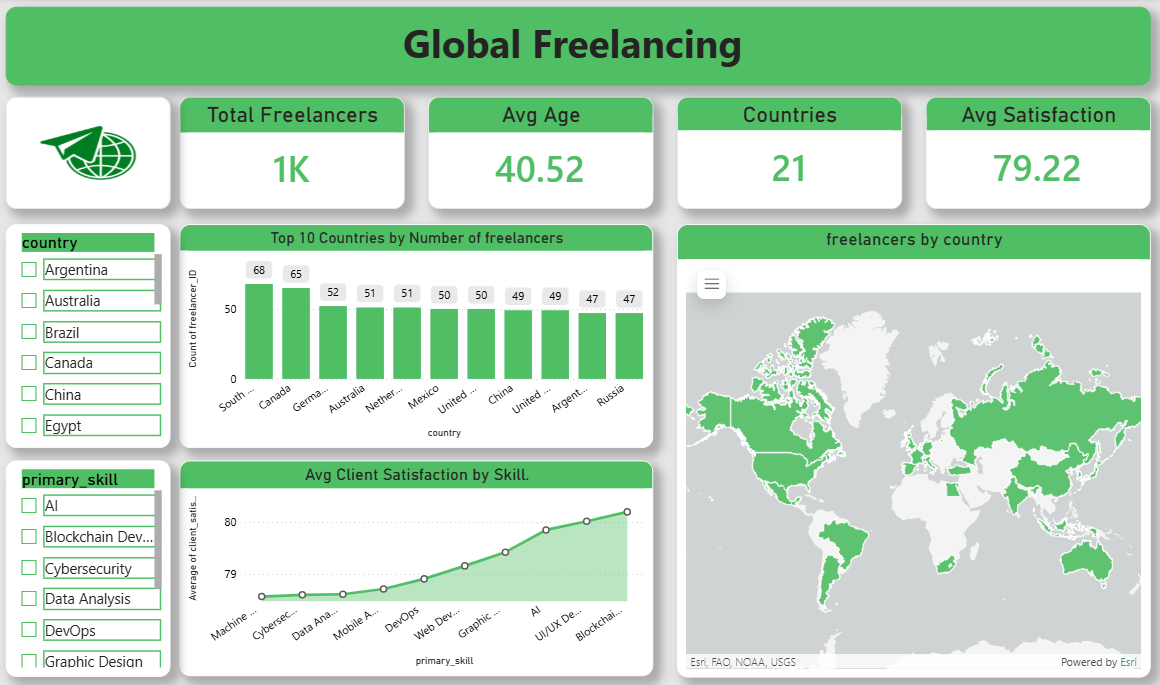 Global Freelancing
Total Freelancers
1K
Avg Age
40.52
Countries
21
Avg Satisfaction
79.22
country
Argentina
Australia
Brazil
Canada
China
Egypt
Top 10 Countries by Number of freelancers
Count of freelancer_ID
50
0
68
65
52
51
51
50
50
49
49
47
47
South ...
Canada
Germa...
Australia
Nether...
Mexico
United ...
China
United ...
Argent...
Russia
country
freelancers by country
Esri, FAO, NOAA, USGS
Powered by Esri
primary_skill
AI
Blockchain Dev...
Cybersecurity
Data Analysis
DevOps
Graphic Design
Avg Client Satisfaction by Skill.
Average of client_satis...
80
79
Machine ...
Cybersec...
Data Ana...
Mobile A...
DevOps
Web Dev...
Graphic ...
AI
UI/UX De...
Blockchai...
primary_skill